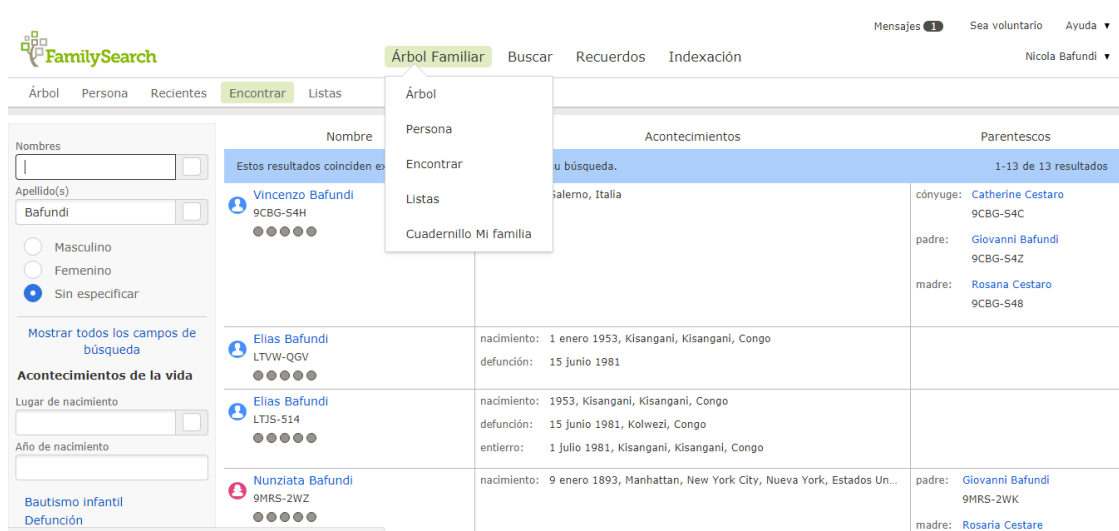 Mensajes 1 Sea voluntario Ayuda ▼
FamilySearch
Árbol Familiar Buscar Recuerdos Indexación
Nicola Bafundi ▼
Árbol Persona Recientes Encontrar Listas
Árbol
Persona
Encontrar
Listas
Cuadernillo Mi familia
Nombres
Apellido(s)
Bafundi
Masculino
Femenino
Sin especificar
Mostrar todos los campos de
búsqueda
Acontecimientos de la vida
Lugar de nacimiento
Año de nacimiento
Bautismo infantil
Defunción
Nombre Acontecimientos Parentescos
Estos resultados coinciden su búsqueda. 1-13 de 13 resultados
Vincenzo Bafundi
9CBG-S4H
Salerno, Italia
cónyuge: Catherine Cestaro
9CBG-S4C
padre: Giovanni Bafundi
9CBG-S4Z
madre: Rosana Cestaro
9CBG-S48
Elias Bafundi
LTVW-QGV
nacimiento: 1 enero 1953, Kisangani, Kisangani, Congo
defunción: 15 junio 1981
Elias Bafundi
LTJS-514
nacimiento: 1953, Kisangani, Kisangani, Congo
defunción: 15 junio 1981, Kolwezi, Congo
entierro: 1 julio 1981, Kisangani, Kisangani, Congo
Nunziata Bafundi
9MRS-2WZ
nacimiento: 9 enero 1893, Manhattan, New York City, Nueva York, Estados Un...
padre: Giovanni Bafundi
9MRS-2WK
madre: Rosaria Cestare